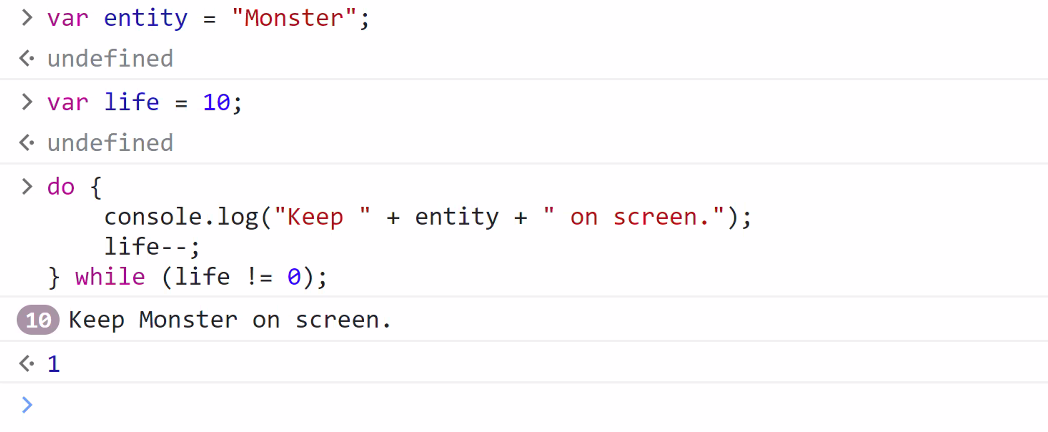 > var entity = "Monster";
undefined
> var life = 10;
undefined
> do {
console.log("Keep " + entity + " on screen.");
life--;
} while (life != 0);
10 Keep Monster on screen.
1
>